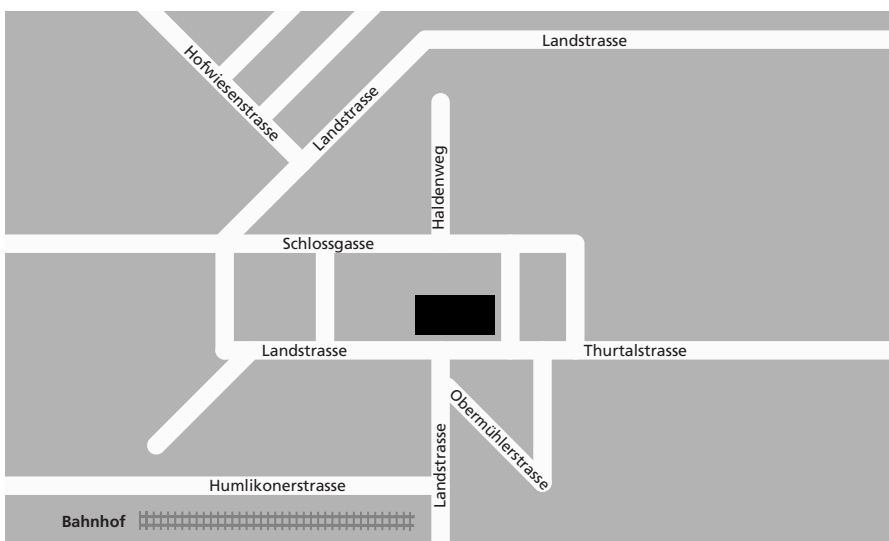 Landstrasse
Hofwiesenstrasse
Landstrasse
Haldenweg
Schlossgasse
Landstrasse
Thurtalstrasse
Obermühlerstrasse
Landstrasse
Humlikonerstrasse
Bahnhof